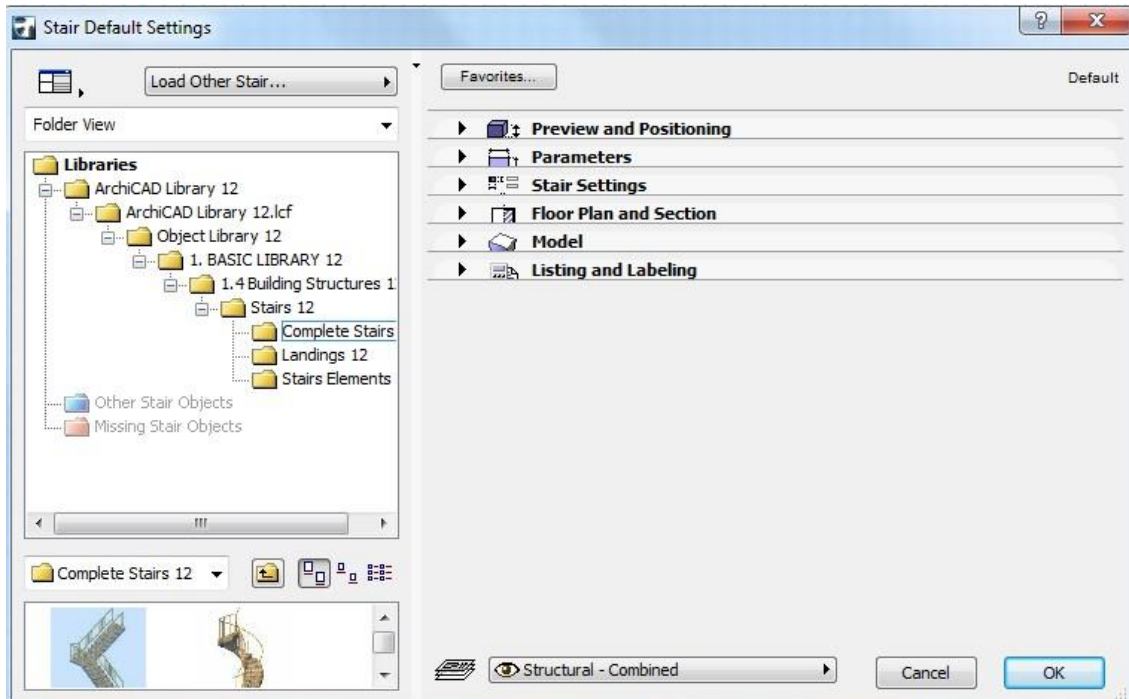 Stair Default Settings
Load Other Stair...
Folder View
Libraries
ArchiCAD Library 12
ArchiCAD Library 12.lcf
Object Library 12
1. BASIC LIBRARY 12
1.4 Building Structures 1
Stairs 12
Complete Stairs
Landings 12
Stairs Elements
Other Stair Objects
Missing Stair Objects
Complete Stairs 12
Favorites...
Default
Preview and Positioning
Parameters
Stair Settings
Floor Plan and Section
Model
Listing and Labeling
Structural - Combined
Cancel
OK